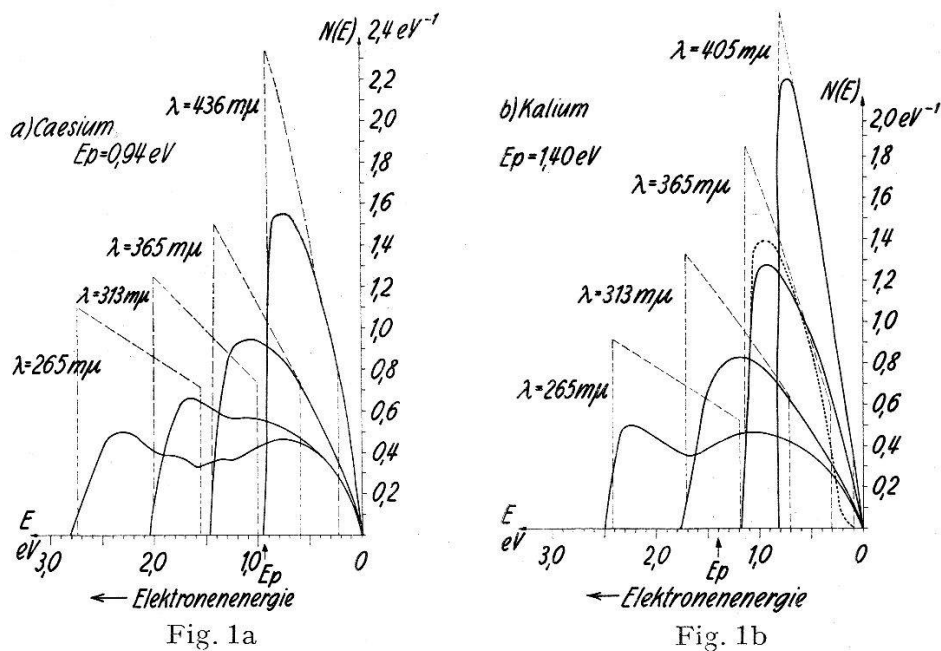 N(E) 2,4 eV⁻¹
2,2
2,0
1,8
1,6
1,4
1,2
1,0
0,8
0,6
0,4
0,2
a) Caesium
Ep=0,94 eV
λ=436 mμ
λ=365 mμ
λ=313 mμ
λ=265 mμ
E
eV
3,0
2,0
1,0
0
Ep
← Elektronenenergie
Fig. 1a
N(E)
2,0 eV⁻¹
1,8
1,6
1,4
1,2
1,0
0,8
0,6
0,4
0,2
b) Kalium
Ep=1,40 eV
λ=405 mμ
λ=365 mμ
λ=313 mμ
λ=265 mμ
E
eV
3,0
2,0
1,0
0
Ep
← Elektronenenergie
Fig. 1b